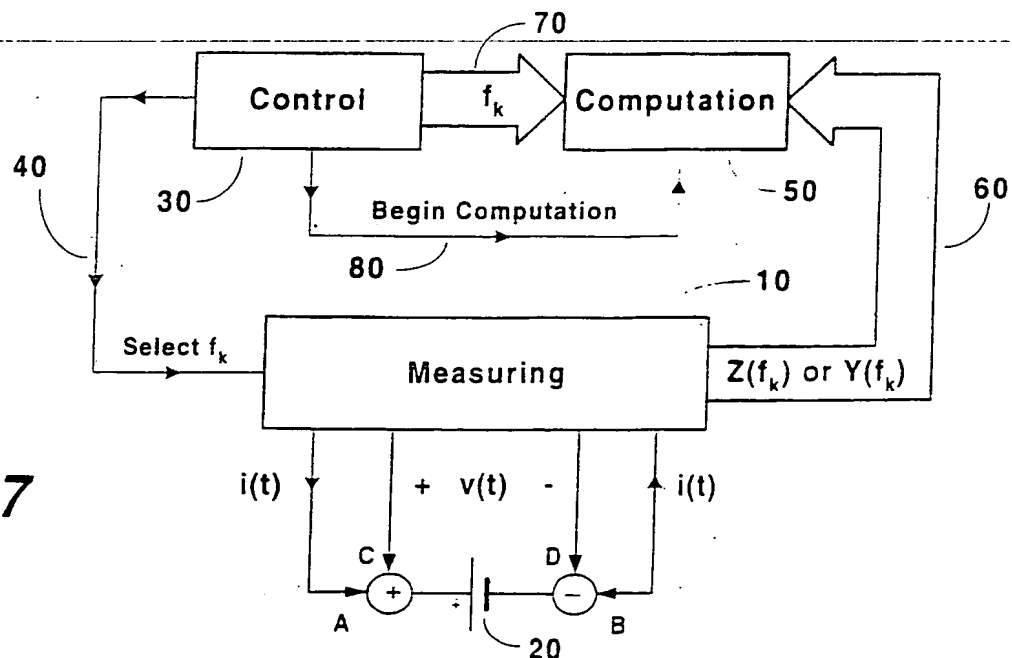 70
Control
f_k
Computation
40
30
50
60
Begin Computation
80
10
Select f_k
Measuring
Z(f_k) or Y(f_k)
7
i(t)
+ v(t) -
i(t)
C
D
+
+
−
A
B
20